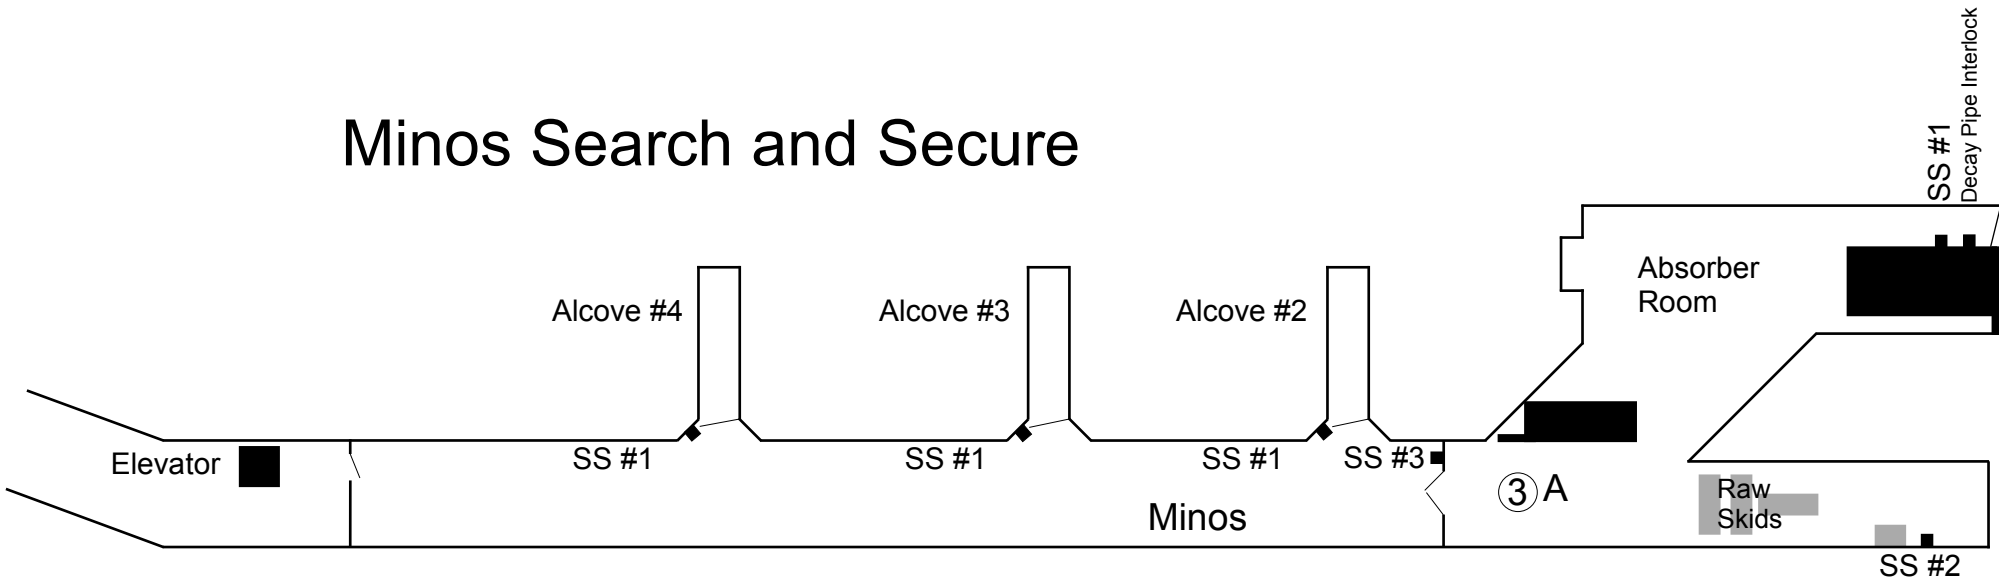 Minos Search and Secure
SS #1
Decay Pipe Interlock
Absorber
Room
Alcove #4
Alcove #3
Alcove #2
Elevator
SS #1
SS #1
SS #1
SS #3
3 A
Minos
Raw
Skids
SS #2